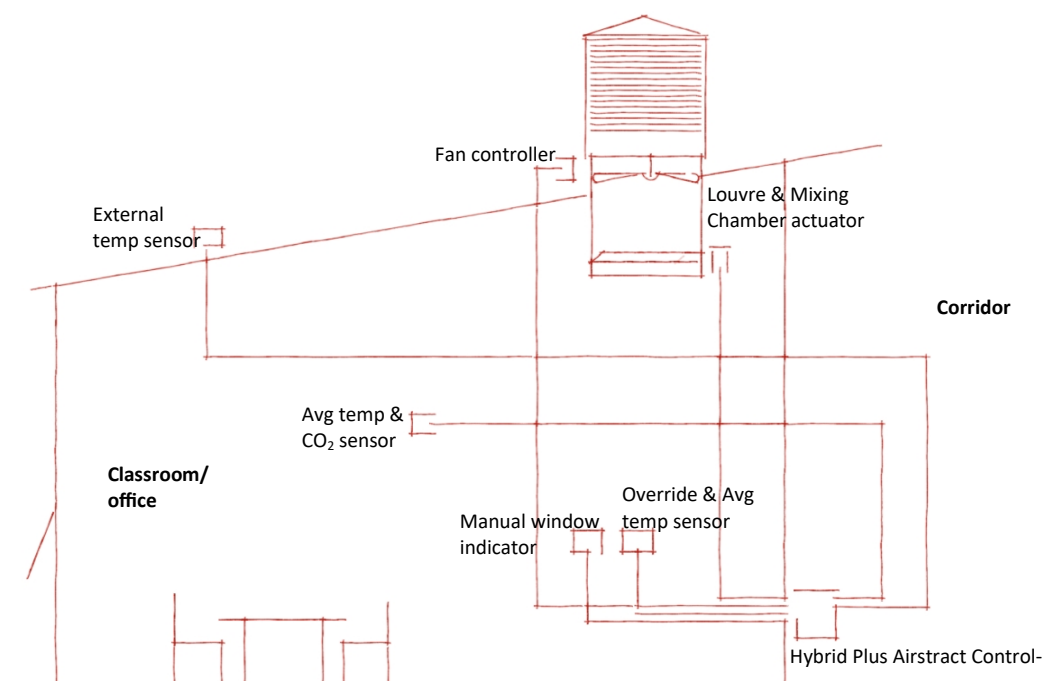 Fan controller
Louvre & Mixing
Chamber actuator
External
temp sensor
Corridor
Avg temp &
CO₂ sensor
Classroom/
office
Override & Avg
temp sensor
Manual window
indicator
Hybrid Plus Airstract Control-